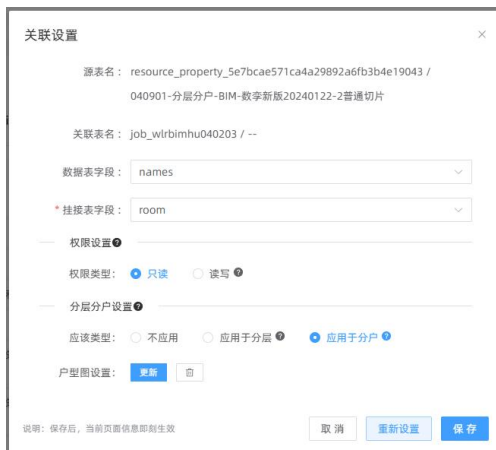 关联设置
源表名： resource_property_5e7bcae571ca4a29892a6fb3b4e19043 /
040901-分层分户-BIM-数孪新版20240122-2普通切片
关联表名： job_wlrbimhu040203 / --
数据表字段： names
* 挂接表字段： room
权限设置
权限类型： 只读 读写
分层分户设置
应该类型： 不应用 应用于分层 应用于分户
户型图设置： 更新
说明：保存后，当前页面信息即刻生效 取 消 重新设置 保 存